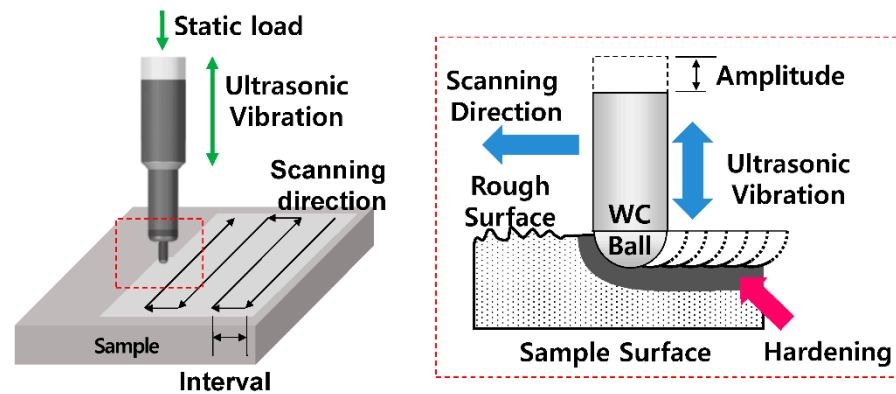 Static load
Ultrasonic
Vibration
Scanning
direction
Sample
Interval
Scanning
Direction
Amplitude
Rough
Surface
WC
Ball
Ultrasonic
Vibration
Sample Surface
Hardening